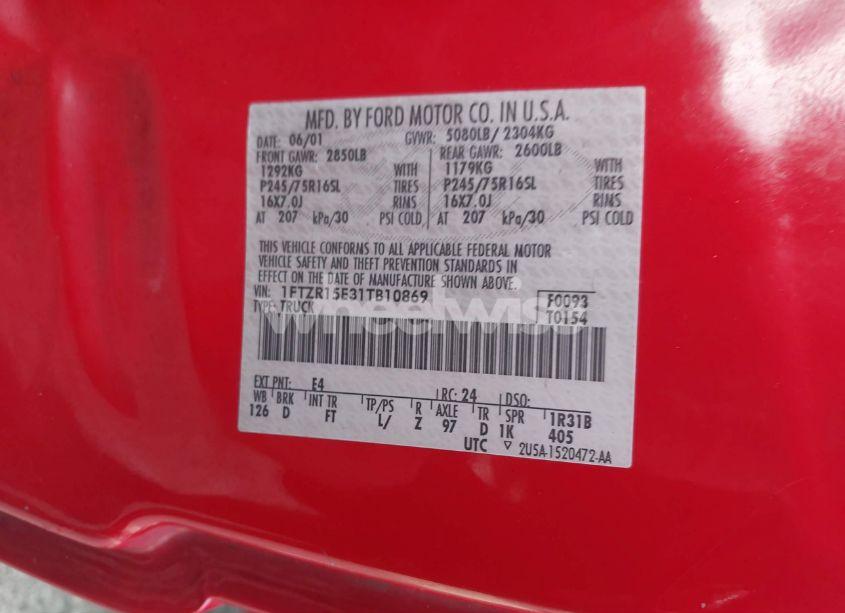 MFD. BY FORD MOTOR CO. IN U.S.A.
DATE: 06/01 GVWR: 5080LB/ 2304KG
FRONT GAWR: 2850LB REAR GAWR: 2600LB
1292KG WITH 1179KG WITH
P245/75R16SL TIRES P245/75R16SL TIRES
16X7.0J RIMS 16X7.0J RIMS
AT 207 kPa/30 PSI COLD AT 207 kPa/30 PSI COLD
THIS VEHICLE CONFORMS TO ALL APPLICABLE FEDERAL MOTOR
VEHICLE SAFETY AND THEFT PREVENTION STANDARDS IN
EFFECT ON THE DATE OF MANUFACTURE SHOWN ABOVE.
VIN: 1FTZR15E31TB10869 F0093
TYPE: TRUCK T0154
wheelwise
EXT PNT: E4 RC: 24 DSO:
WB BRK INT TR TP/PS R AXLE TR SPR 1R31B
126 D FT L/ Z 97 D 1K 405
UTC ▽ 2U5A-1520472-AA